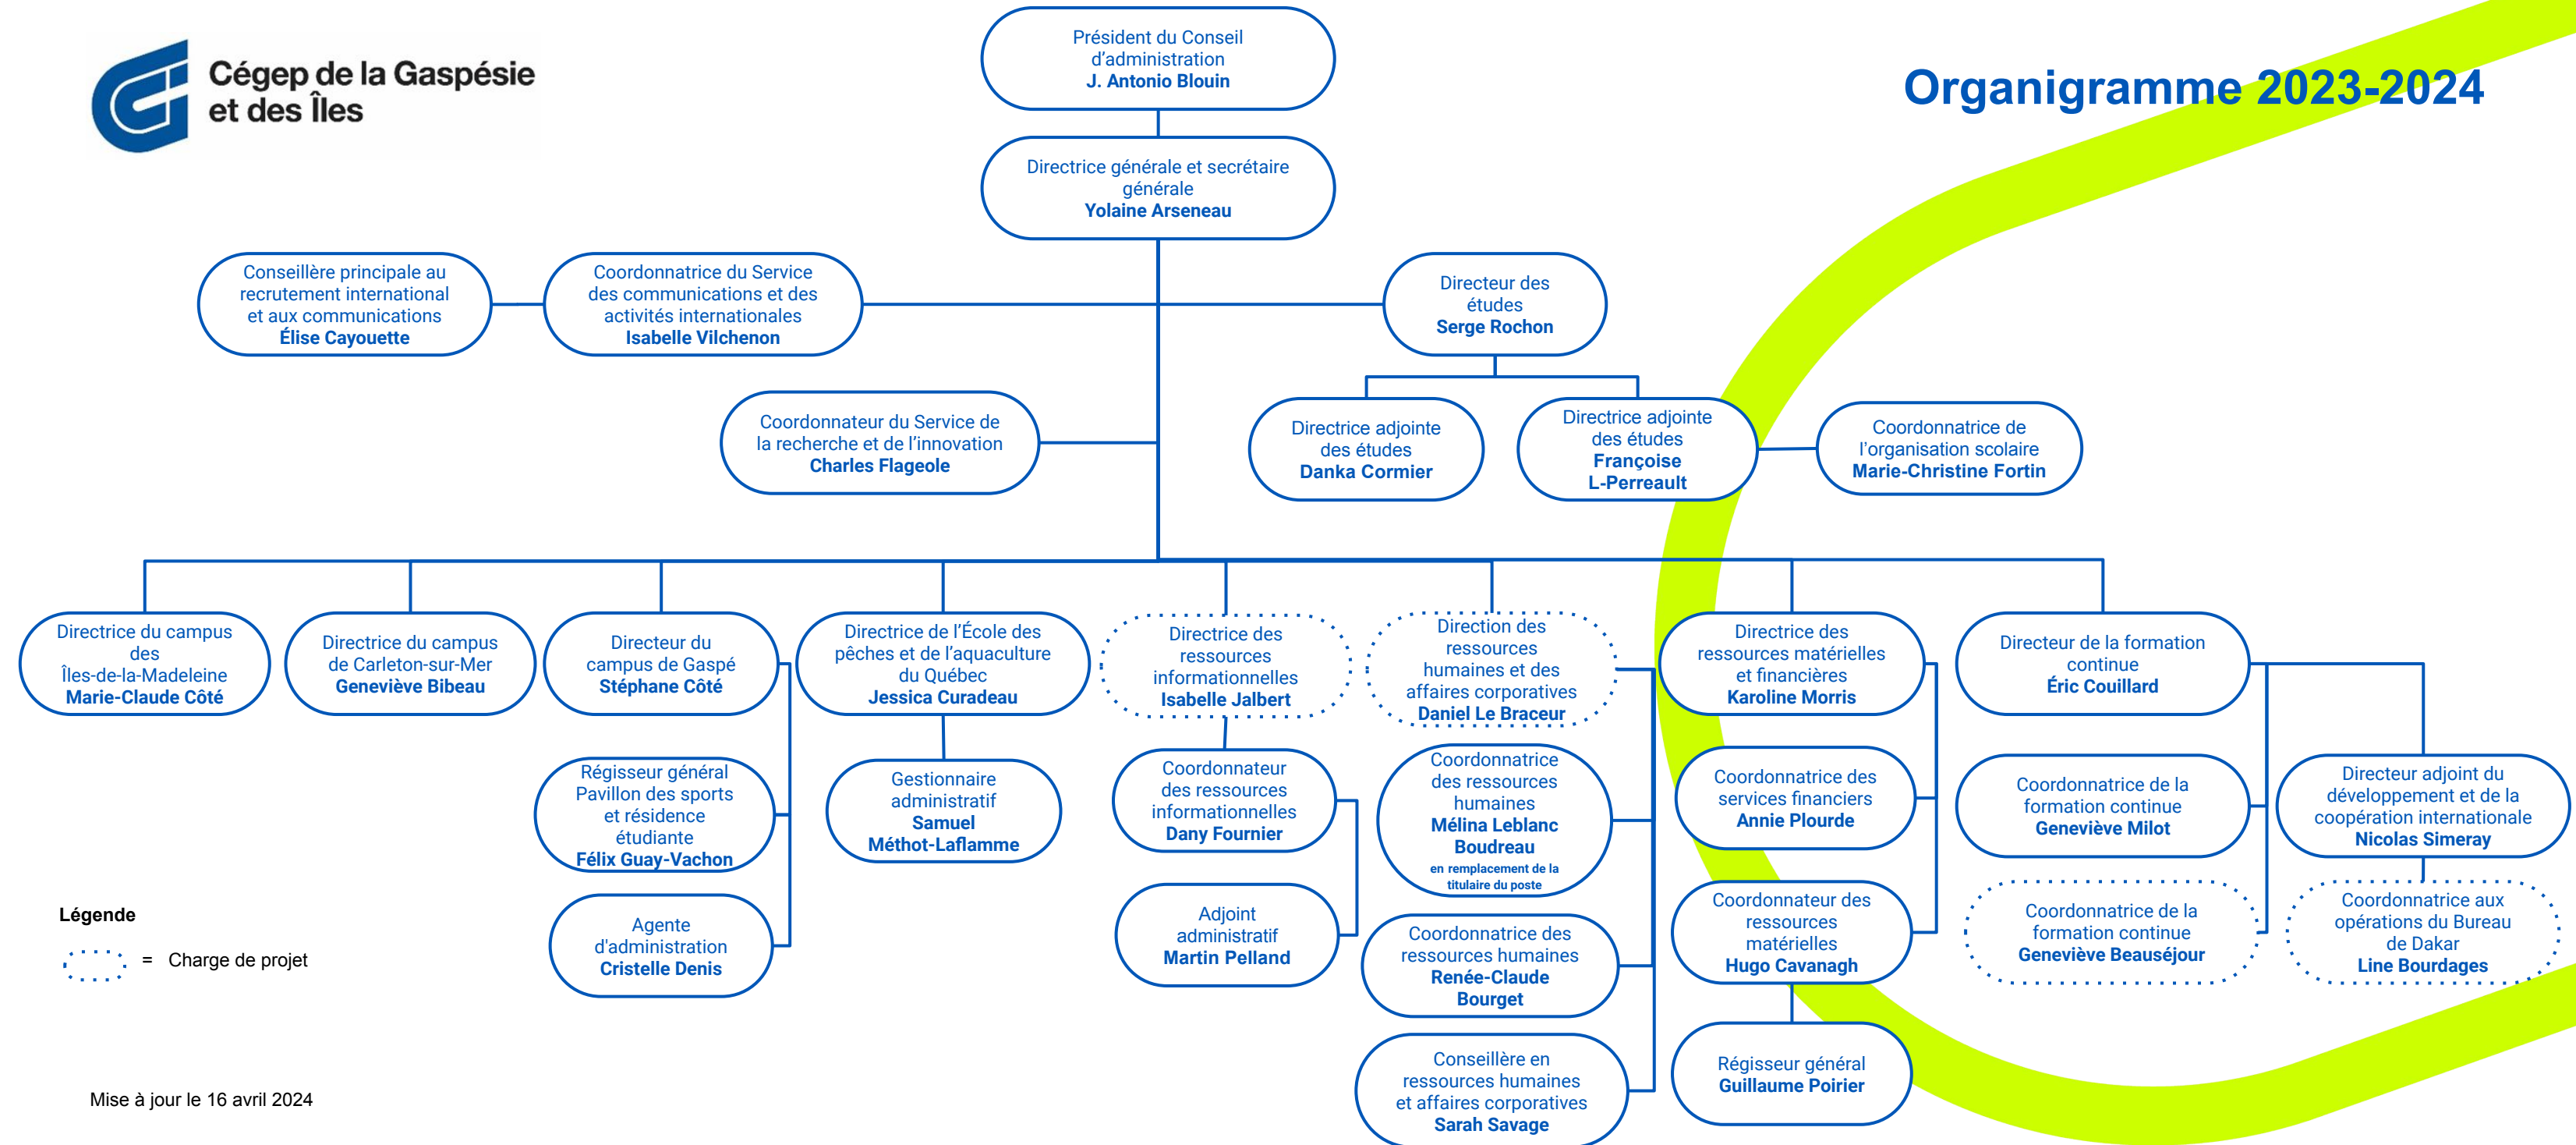 Cégep de la Gaspésie
et des Îles
Organigramme 2023-2024
Président du Conseil
d'administration
J. Antonio Blouin
Directrice générale et secrétaire
générale
Yolaine Arseneau
Conseillère principale au
recrutement international
et aux communications
Élise Cayouette
Coordonnatrice du Service
des communications et des
activités internationales
Isabelle Vilchenon
Directeur des
études
Serge Rochon
Coordonnateur du Service de
la recherche et de l'innovation
Charles Flageole
Directrice adjointe
des études
Danka Cormier
Directrice adjointe
des études
Françoise
L-Perreault
Coordonnatrice de
l'organisation scolaire
Marie-Christine Fortin
Directrice du campus
des
Îles-de-la-Madeleine
Marie-Claude Côté
Directrice du campus
de Carleton-sur-Mer
Geneviève Bibeau
Directeur du
campus de Gaspé
Stéphane Côté
Directrice de l'École des
pêches et de l'aquaculture
du Québec
Jessica Curadeau
Directrice des
ressources
informationnelles
Isabelle Jalbert
Direction des
ressources
humaines et des
affaires corporatives
Daniel Le Braceur
Directrice des
ressources matérielles
et financières
Karoline Morris
Directeur de la formation
continue
Éric Couillard
Régisseur général
Pavillon des sports
et résidence
étudiante
Félix Guay-Vachon
Gestionnaire
administratif
Samuel
Méthot-Laflamme
Coordonnateur
des ressources
informationnelles
Dany Fournier
Coordonnatrice
des ressources
humaines
Mélina Leblanc
Boudreau
en remplacement de la
titulaire du poste
Coordonnatrice des
services financiers
Annie Plourde
Coordonnatrice de la
formation continue
Geneviève Milot
Directeur adjoint du
développement et de la
coopération internationale
Nicolas Simeray
Agente
d'administration
Cristelle Denis
Adjoint
administratif
Martin Pelland
Coordonnatrice des
ressources humaines
Renée-Claude
Bourget
Coordonnateur des
ressources
matérielles
Hugo Cavanagh
Coordonnatrice de la
formation continue
Geneviève Beauséjour
Coordonnatrice aux
opérations du Bureau
de Dakar
Line Bourdages
Conseillère en
ressources humaines
et affaires corporatives
Sarah Savage
Régisseur général
Guillaume Poirier
Légende
= Charge de projet
Mise à jour le 16 avril 2024